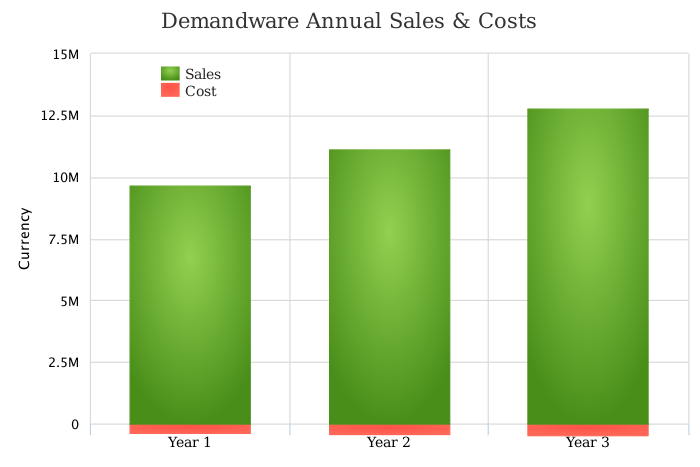 Demandware Annual Sales & Costs
Sales
Cost
Currency
15M
12.5M
10M
7.5M
5M
2.5M
0
Year 1
Year 2
Year 3